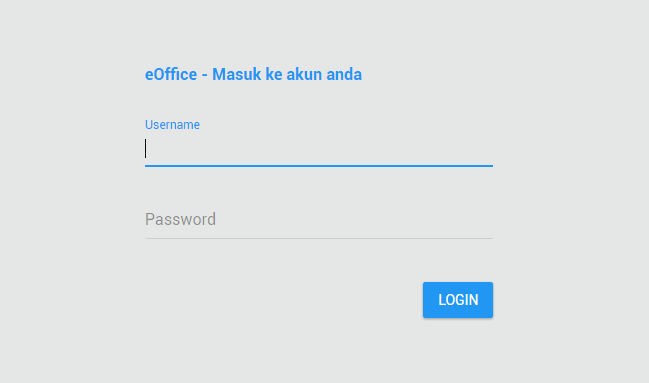 eOffice - Masuk ke akun anda
Username
Password
LOGIN